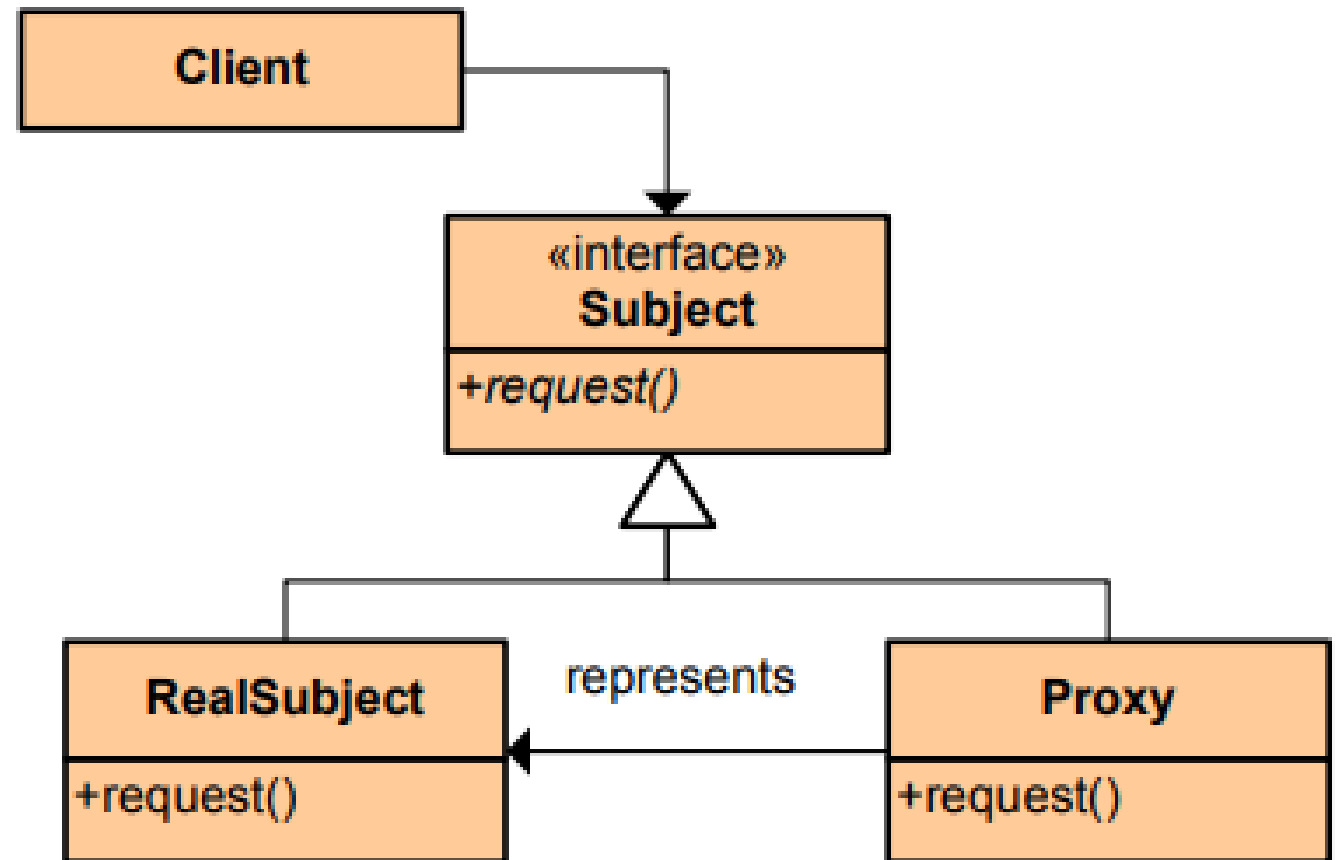 Client
«interface»
Subject
+request()
represents
RealSubject
Proxy
+request()
+request()